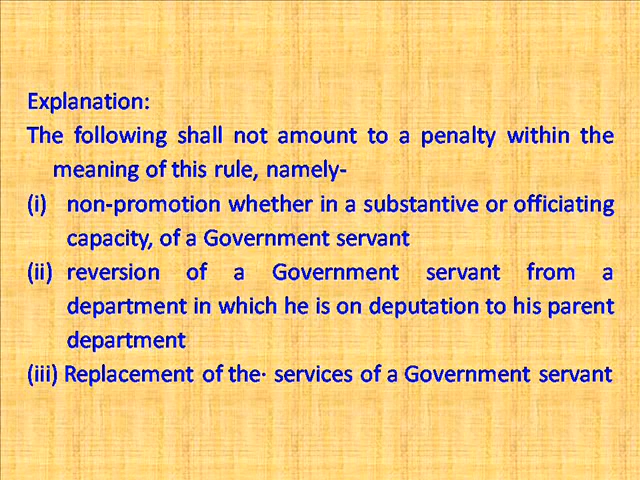 Explanation:
The following shall not amount to a penalty within the
meaning of this rule, namely-
(i) non-promotion whether in a substantive or officiating
capacity, of a Government servant
(ii) reversion of a Government servant from a
department in which he is on deputation to his parent
department
(iii) Replacement of the· services of a Government servant